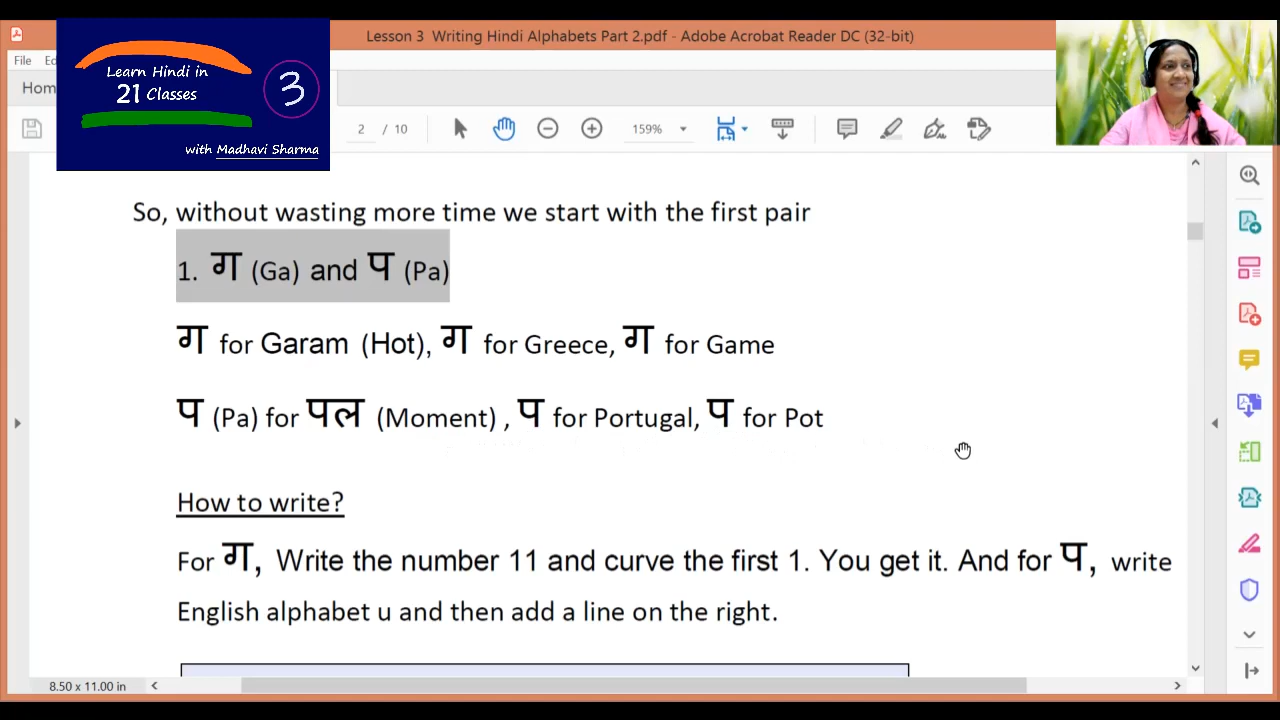 Lesson 3 Writing Hindi Alphabets Part 2.pdf - Adobe Acrobat Reader DC (32-bit)
File
Learn Hindi in
21 Classes
3
with Madhavi Sharma
2 / 10
159%
So, without wasting more time we start with the first pair
1. ग (Ga) and प (Pa)
ग for Garam (Hot), ग for Greece, ग for Game
प (Pa) for पल (Moment) , प for Portugal, प for Pot
How to write?
For ग, Write the number 11 and curve the first 1. You get it. And for प, write
English alphabet u and then add a line on the right.
8.50 x 11.00 in